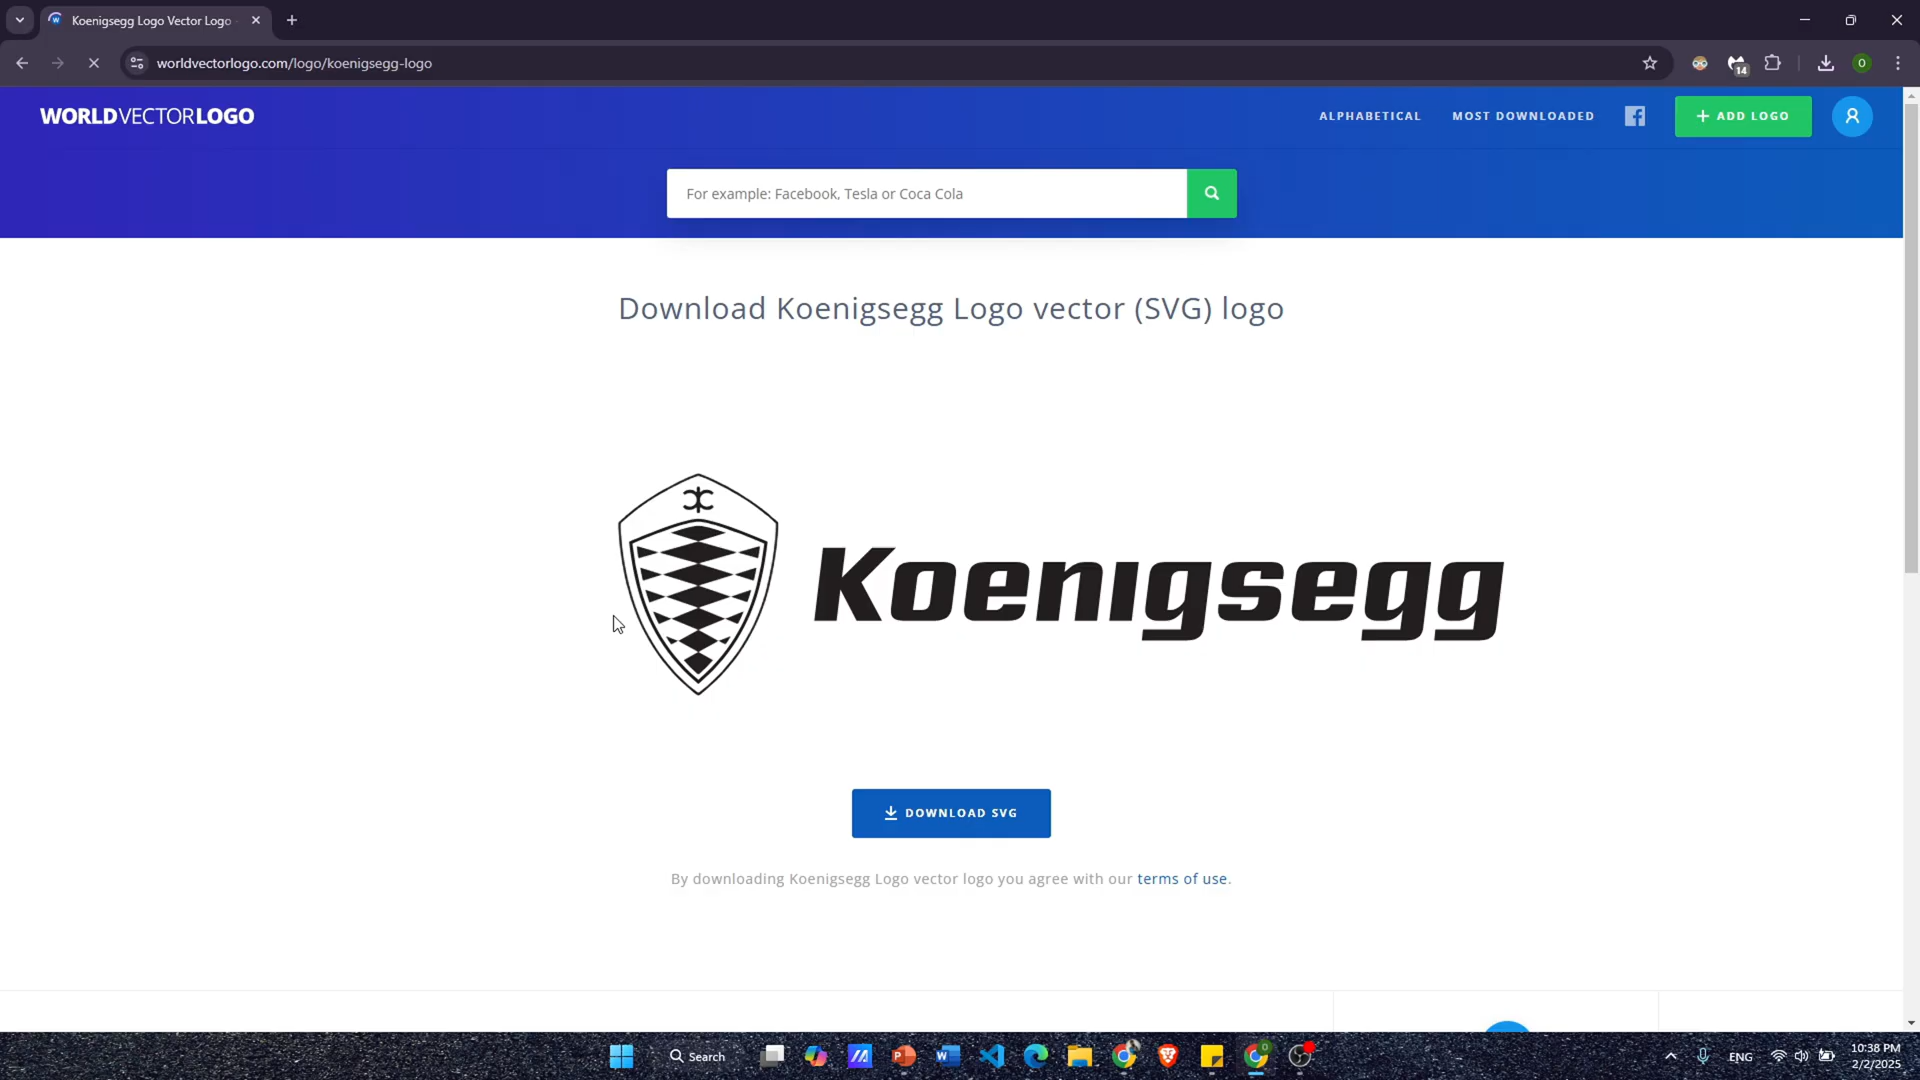 Koenigsegg Logo Vector Logo
worldvectorlogo.com/logo/koenigsegg-logo
14
O
WORLDVECTORLOGO
ALPHABETICAL
MOST DOWNLOADED
ADD LOGO
For example: Facebook, Tesla or Coca Cola
Download Koenigsegg Logo vector (SVG) logo
Koenigsegg
DOWNLOAD SVG
By downloading Koenigsegg Logo vector logo you agree with our terms of use.
Search
ENG
10:38 PM
2/2/2025